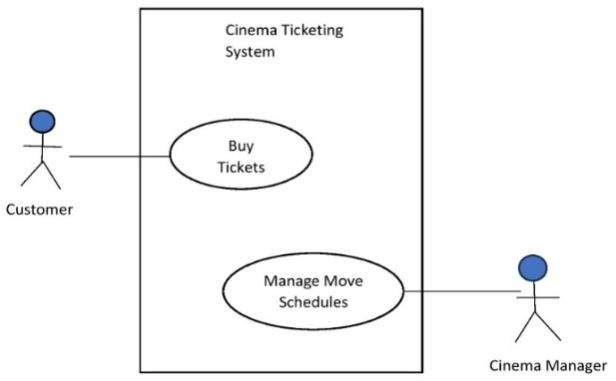 Cinema Ticketing
System
Buy
Tickets
Customer
Manage Move
Schedules
Cinema Manager